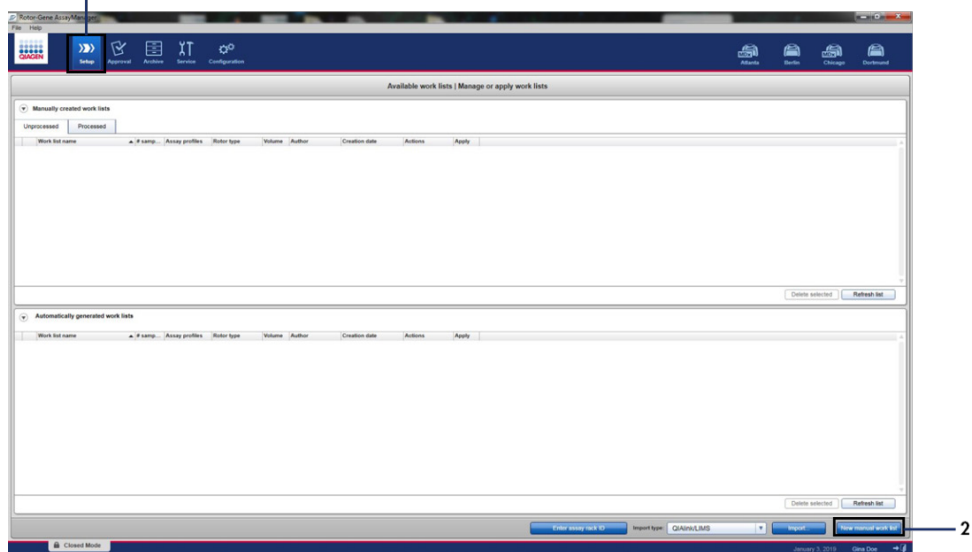 Rotor-Gene AssayManager
File Help
QIAGEN
Setup Approval Archive Service Configuration
Atlanta Berlin Chicago Dortmund
Available work lists | Manage or apply work lists
Manually created work lists
Unprocessed Processed
Work list name # samp... Assay profiles Rotor type Volume Author Creation date Actions Apply
Delete selected Refresh list
Automatically generated work lists
Work list name # samp... Assay profiles Rotor type Volume Author Creation date Actions Apply
Delete selected Refresh list
Enter assay rack ID Import type: QIAlink/LIMS Import... New manual work list
2
Closed Mode
January 3, 2018 Gina Doe